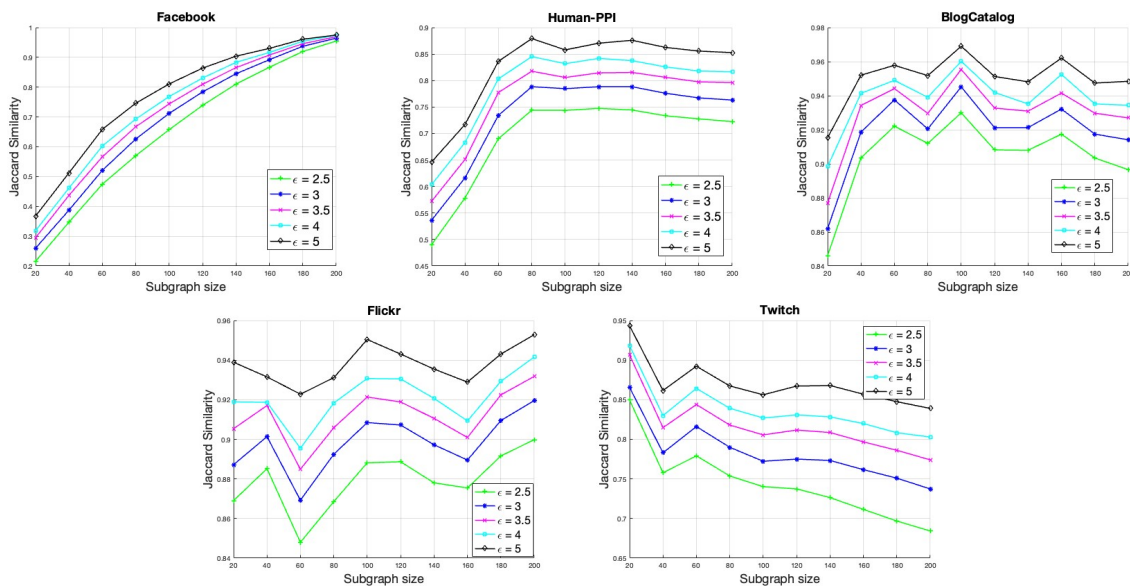 Facebook
Jaccard Similarity
1
0.9
0.8
0.7
0.6
0.5
0.4
0.3
0.2
20 40 60 80 100 120 140 160 180 200
Subgraph size
ϵ = 2.5
ϵ = 3
ϵ = 3.5
ϵ = 4
ϵ = 5
Human-PPI
Jaccard Similarity
0.9
0.85
0.8
0.75
0.7
0.65
0.6
0.55
0.5
0.45
20 40 60 80 100 120 140 160 180 200
Subgraph size
ϵ = 2.5
ϵ = 3
ϵ = 3.5
ϵ = 4
ϵ = 5
BlogCatalog
Jaccard Similarity
0.98
0.96
0.94
0.92
0.9
0.88
0.86
0.84
20 40 60 80 100 120 140 160 180 200
Subgraph size
ϵ = 2.5
ϵ = 3
ϵ = 3.5
ϵ = 4
ϵ = 5
Flickr
Jaccard Similarity
0.96
0.94
0.92
0.9
0.88
0.86
0.84
20 40 60 80 100 120 140 160 180 200
Subgraph size
ϵ = 2.5
ϵ = 3
ϵ = 3.5
ϵ = 4
ϵ = 5
Twitch
Jaccard Similarity
0.95
0.9
0.85
0.8
0.75
0.7
0.65
20 40 60 80 100 120 140 160 180 200
Subgraph size
ϵ = 2.5
ϵ = 3
ϵ = 3.5
ϵ = 4
ϵ = 5